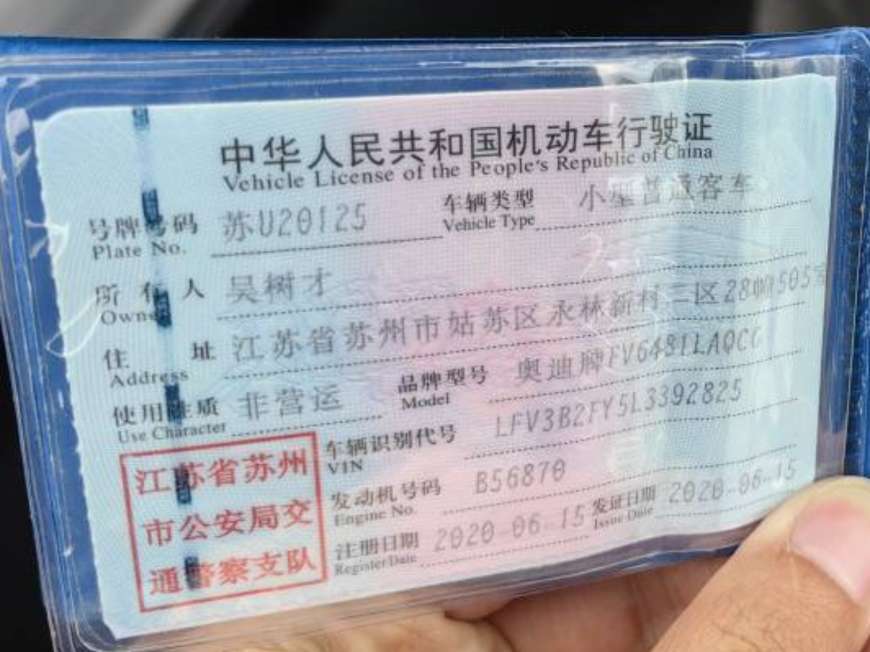 中华人民共和国机动车行驶证
Vehicle License of the People's Republic of China
号牌号码 苏U20125 车辆类型 小型普通客车
Plate No. Vehicle Type
所有人 吴树才
Owner
住址 江苏省苏州市姑苏区永林新村二区28幢505室
Address
使用性质 非营运 品牌型号 奥迪牌FV6481LAQCG
Use Character Model
车辆识别代号 LFV3B2FY5L3392825
VIN
发动机号码 B56870
Engine No.
注册日期 2020-06-15 发证日期 2020-06-15
Register Date Issue Date
江苏省苏州
市公安局交
通警察支队